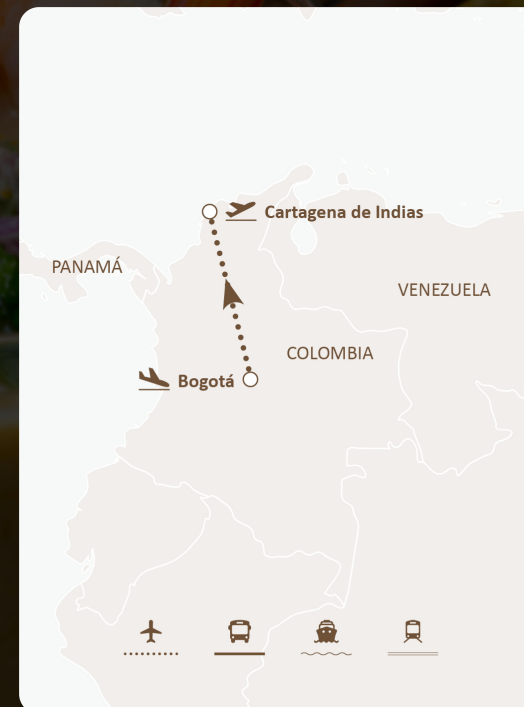 Cartagena de Indias
PANAMÁ
VENEZUELA
COLOMBIA
Bogotá